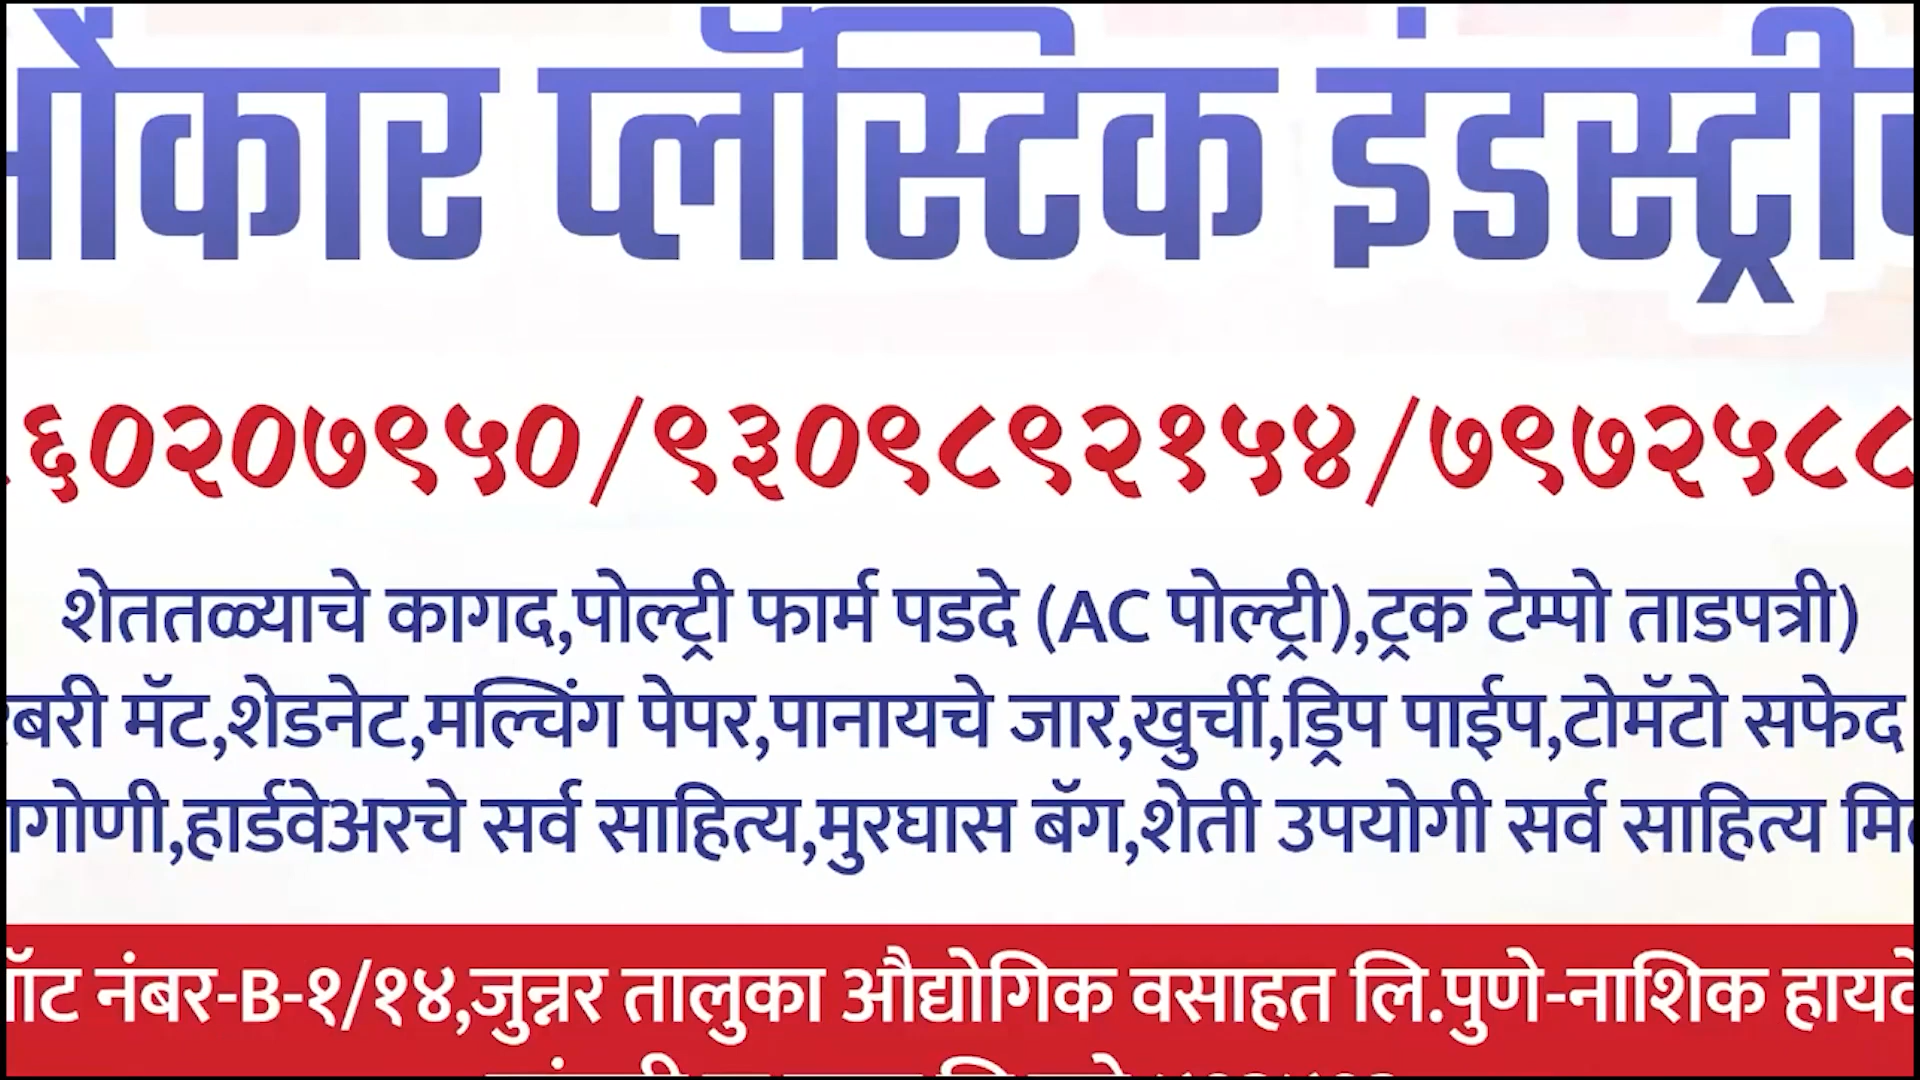 ओंकार प्लॅस्टिक इंडस्ट्रीज
६०२०७९५०/९३०९८९२१५४/७९७२५८८
शेततळ्याचे कागद,पोल्ट्री फार्म पडदे (AC पोल्ट्री),ट्रक टेम्पो ताडपत्री)
बरी मॅट,शेडनेट,मल्चिंग पेपर,पानायचे जार,खुर्ची,ड्रिप पाईप,टोमॅटो सफेद
गोणी,हार्डवेअरचे सर्व साहित्य,मुरघास बॅग,शेती उपयोगी सर्व साहित्य
नंबर-B-१/१४,जुन्नर तालुका औद्योगिक वसाहत लि.पुणे-नाशिक हायवे